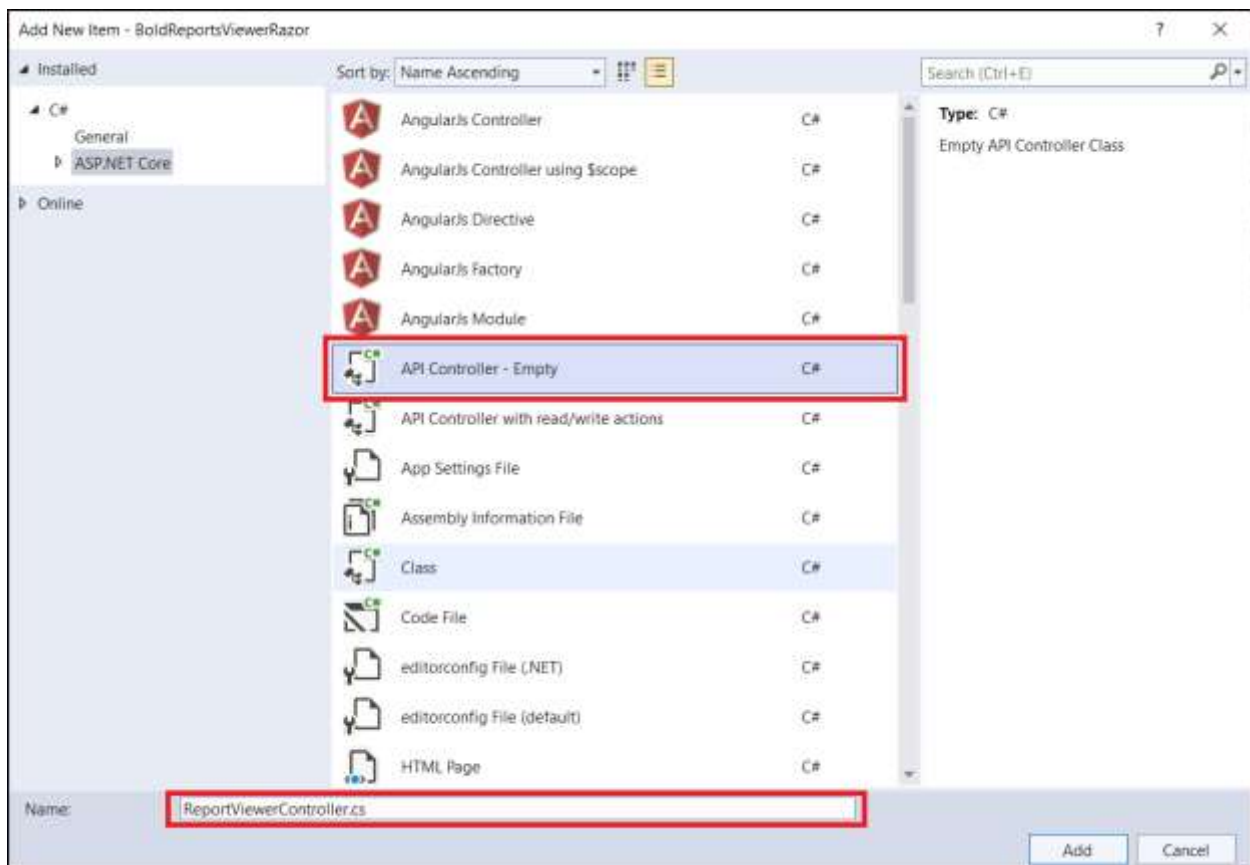 Add New Item - BoldReportsViewerRazor
?
Installed
Sort by: Name Ascending
Search (Ctrl+E)
C#
General
ASP.NET Core
Online
AngularJs Controller C#
AngularJs Controller using $scope C#
AngularJs Directive C#
AngularJs Factory C#
AngularJs Module C#
API Controller - Empty C#
API Controller with read/write actions C#
App Settings File C#
Assembly Information File C#
Class C#
Code File C#
editorconfig File (.NET) C#
editorconfig File (default) C#
HTML Page C#
Type: C#
Empty API Controller Class
Name: ReportViewerController.cs
Add Cancel